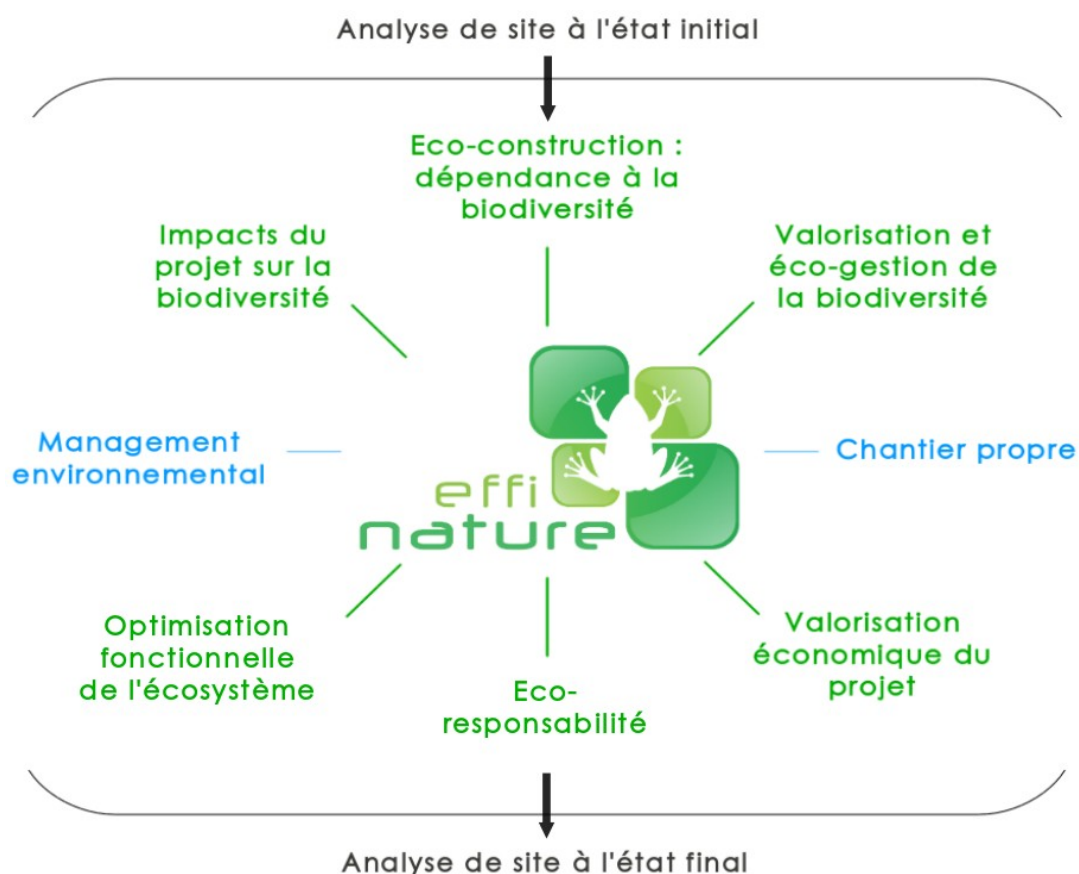 Analyse de site à l'état initial
Eco-construction :
dépendance à la
biodiversité
Impacts du
projet sur la
biodiversité
Valorisation et
éco-gestion de
la biodiversité
Management
environnemental
effi
nature
Chantier propre
Optimisation
fonctionnelle
de l'écosystème
Eco-
responsabilité
Valorisation
économique du
projet
Analyse de site à l'état final